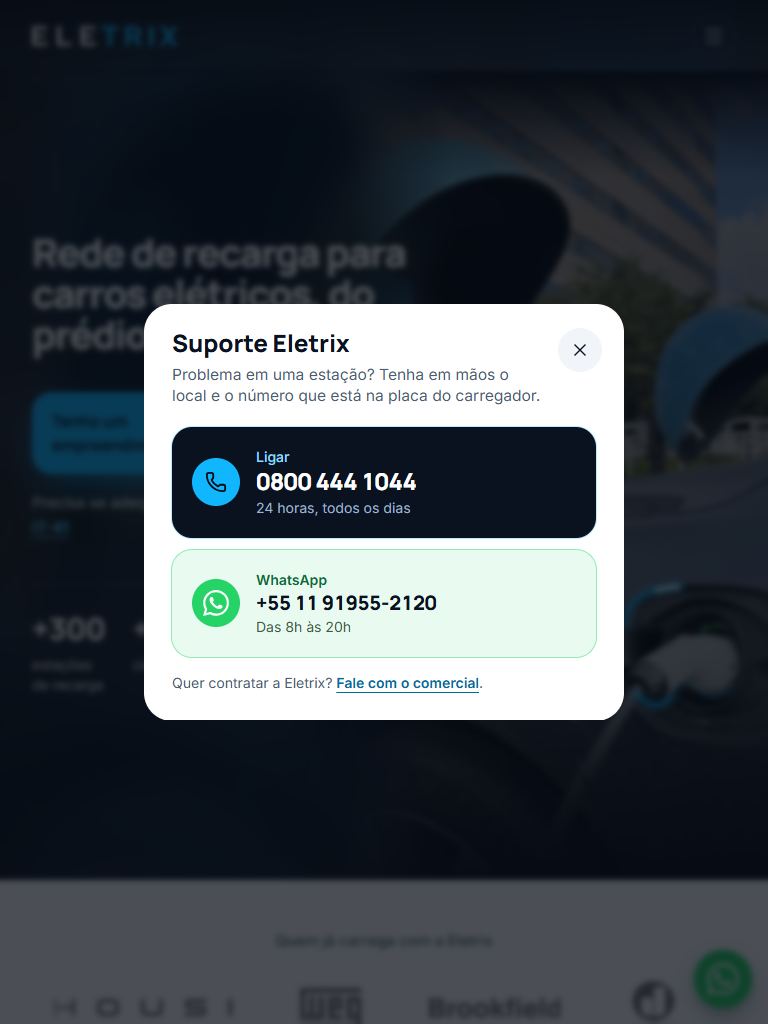 ELETRIX
Rede de recarga para
carros elétricos, do
prédio
Suporte Eletrix
Problema em uma estação? Tenha em mãos o
local e o número que está na placa do carregador.
Ligar
0800 444 1044
24 horas, todos os dias
WhatsApp
+55 11 91955-2120
Das 8h às 20h
Quer contratar a Eletrix? Fale com o comercial.
+300
estações
de recarga
Quem já carrega com a Eletrix
HOUSI
weg
Brookfield